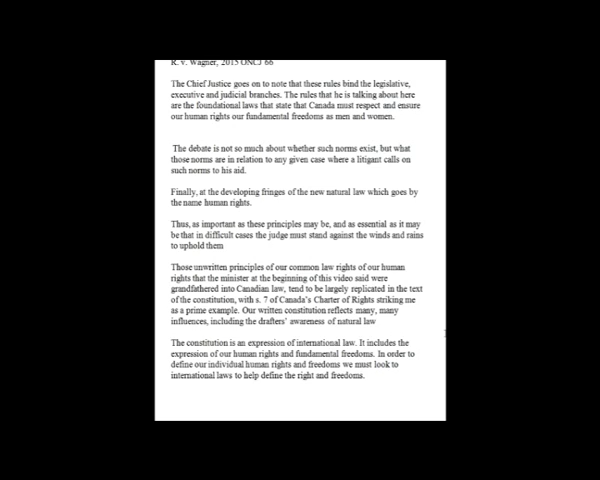 R. v. Wagner, 2015 ONCJ 66
The Chief Justice goes on to note that these rules bind the legislative,
executive and judicial branches. The rules that he is talking about here
are the foundational laws that state that Canada must respect and ensure
our human rights our fundamental freedoms as men and women.
The debate is not so much about whether such norms exist, but what
those norms are in relation to any given case where a litigant calls on
such norms to his aid.
Finally, at the developing fringes of the new natural law which goes by
the name human rights.
Thus, as important as these principles may be, and as essential as it may
be that in difficult cases the judge must stand against the winds and rains
to uphold them
Those unwritten principles of our common law rights of our human
rights that the minister at the beginning of this video said were
grandfathered into Canadian law, tend to be largely replicated in the text
of the constitution, with s. 7 of Canada's Charter of Rights striking me
as a prime example. Our written constitution reflects many, many
influences, including the drafters' awareness of natural law
The constitution is an expression of international law. It includes the
expression of our human rights and fundamental freedoms. In order to
define our individual human rights and freedoms we must look to
international laws to help define the right and freedoms.